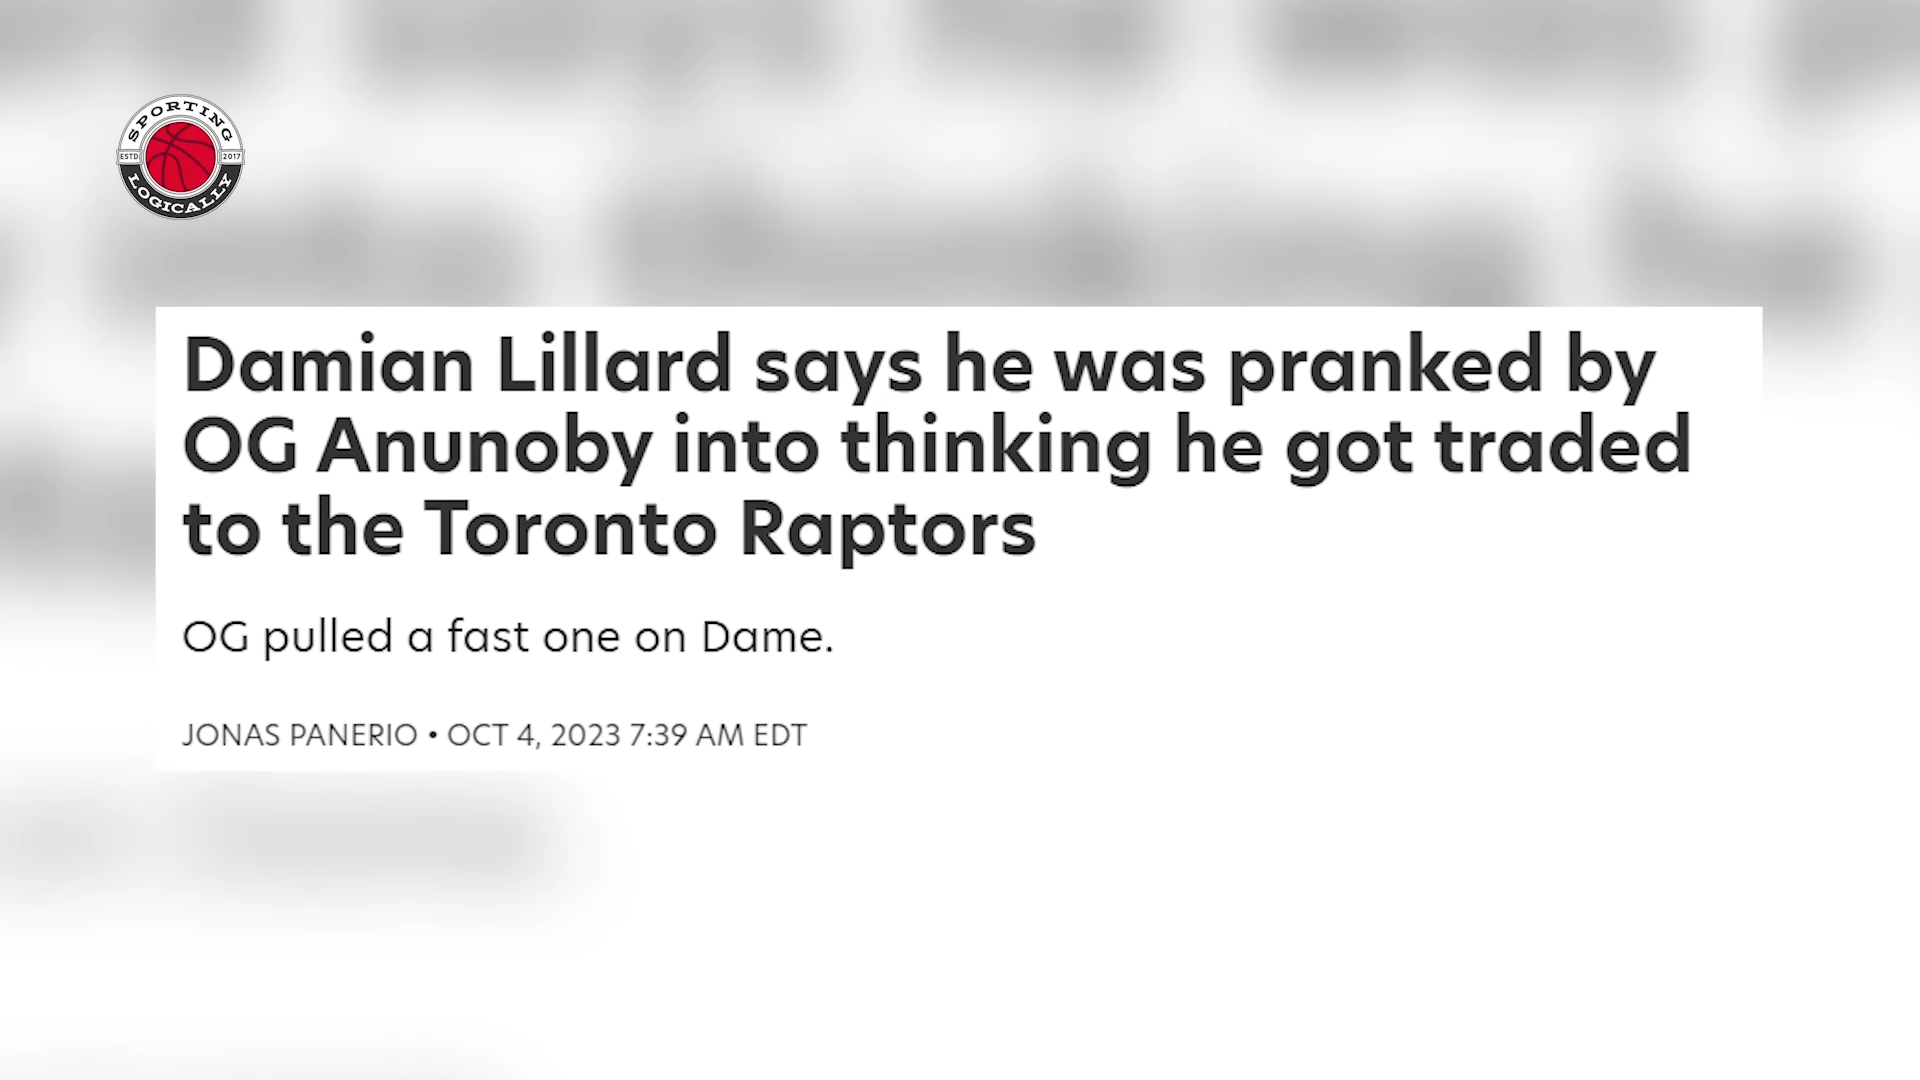 SPORTING
ESTD 2017
LOGICALLY
Damian Lillard says he was pranked by
OG Anunoby into thinking he got traded
to the Toronto Raptors
OG pulled a fast one on Dame.
JONAS PANERIO • OCT 4, 2023 7:39 AM EDT